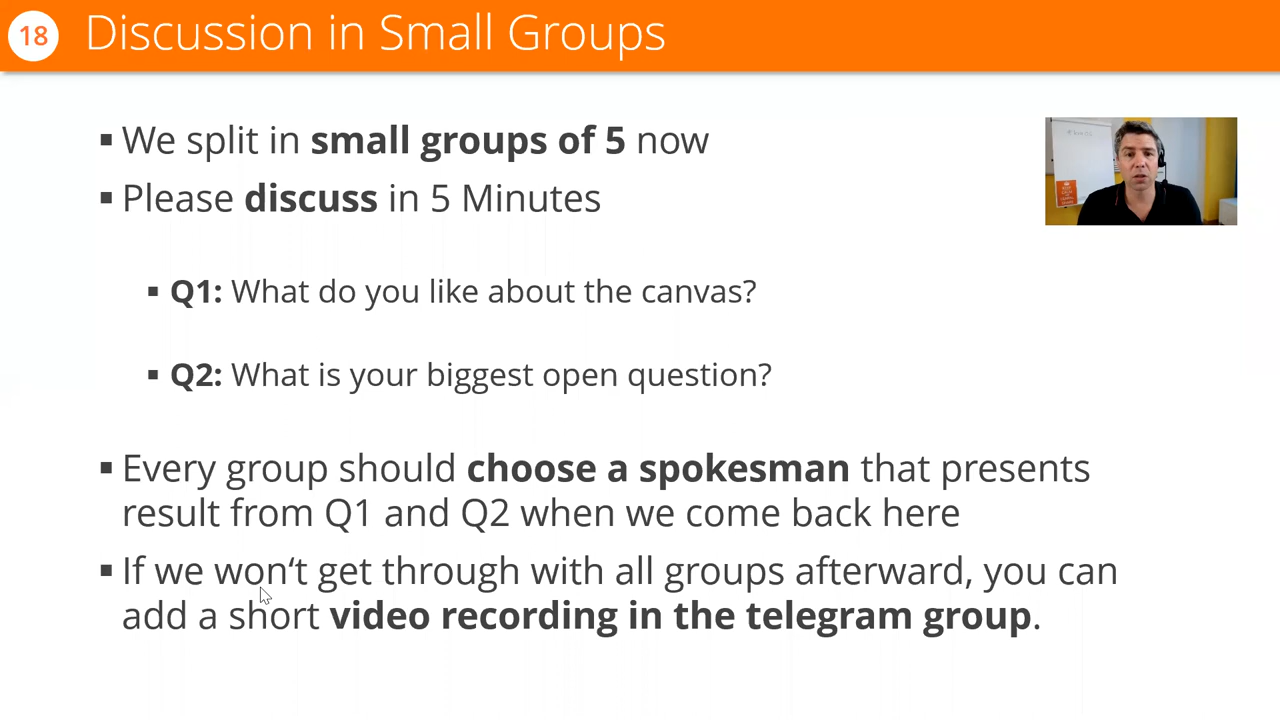 18
Discussion in Small Groups
We split in small groups of 5 now
Please discuss in 5 Minutes
Q1: What do you like about the canvas?
Q2: What is your biggest open question?
Every group should choose a spokesman that presents
result from Q1 and Q2 when we come back here
If we won‘t get through with all groups afterward, you can
add a short video recording in the telegram group.